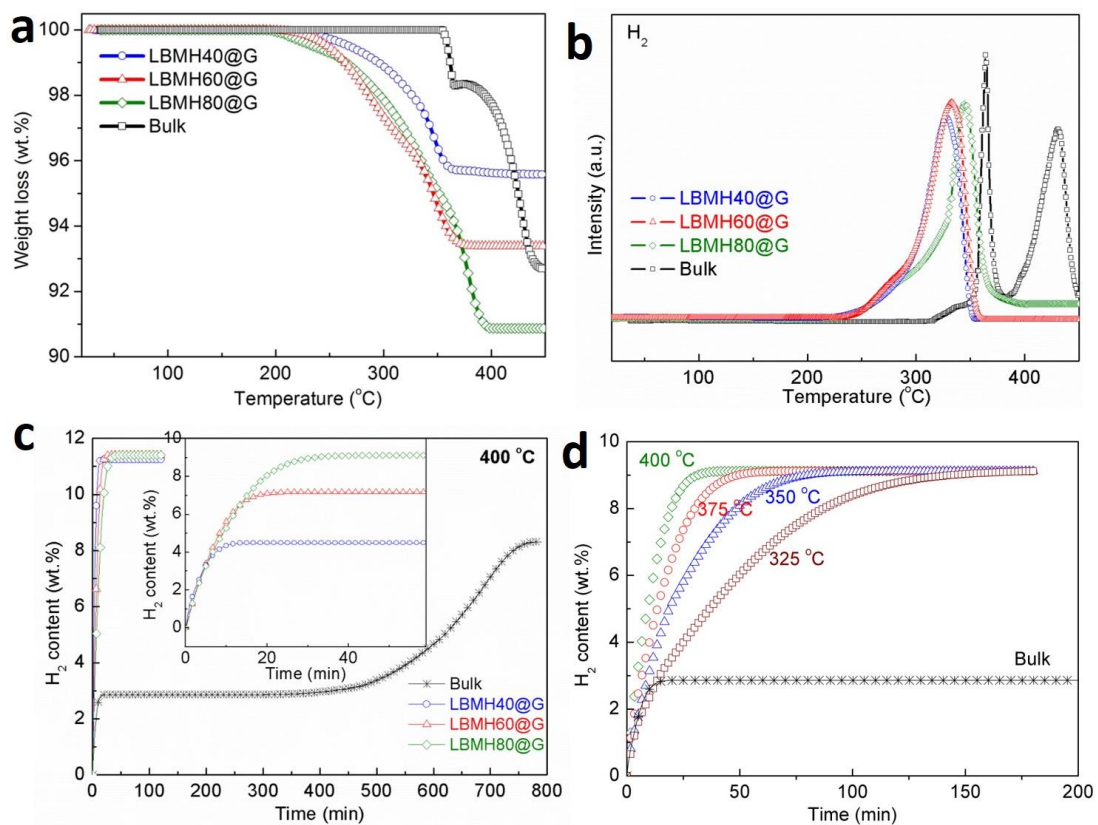 a
100
98
96
94
92
90
Weight loss (wt.%)
LBMH40@G
LBMH60@G
LBMH80@G
Bulk
100
200
300
400
Temperature (°C)
b
H₂
Intensity (a.u.)
LBMH40@G
LBMH60@G
LBMH80@G
Bulk
100
200
300
400
Temperature (°C)
c
12
10
8
6
4
2
0
H₂ content (wt.%)
400 °C
10
8
6
4
2
0
H₂ content (wt.%)
0
20
40
Time (min)
Bulk
LBMH40@G
LBMH60@G
LBMH80@G
0
100
200
300
400
500
600
700
800
Time (min)
d
10
8
6
4
2
0
H₂ content (wt.%)
400 °C
375 °C
350 °C
325 °C
Bulk
0
50
100
150
200
Time (min)